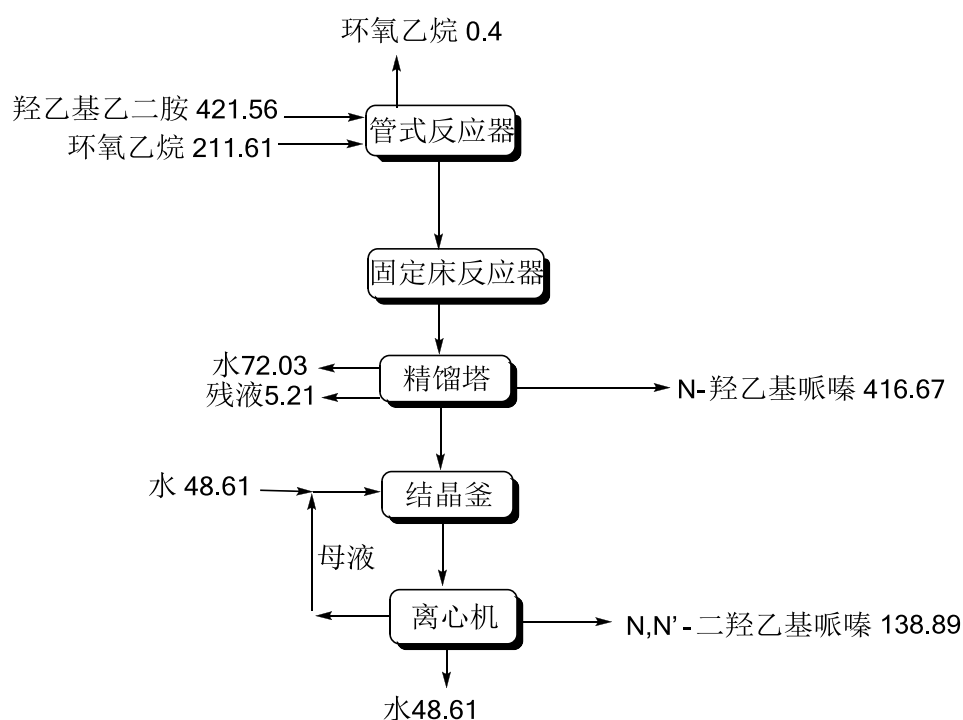 环氧乙烷 0.4
羟乙基乙二胺 421.56
环氧乙烷 211.61
管式反应器
固定床反应器
水72.03
残液5.21
精馏塔
N-羟乙基哌嗪 416.67
水 48.61
结晶釜
母液
离心机
N,N’-二羟乙基哌嗪 138.89
水48.61